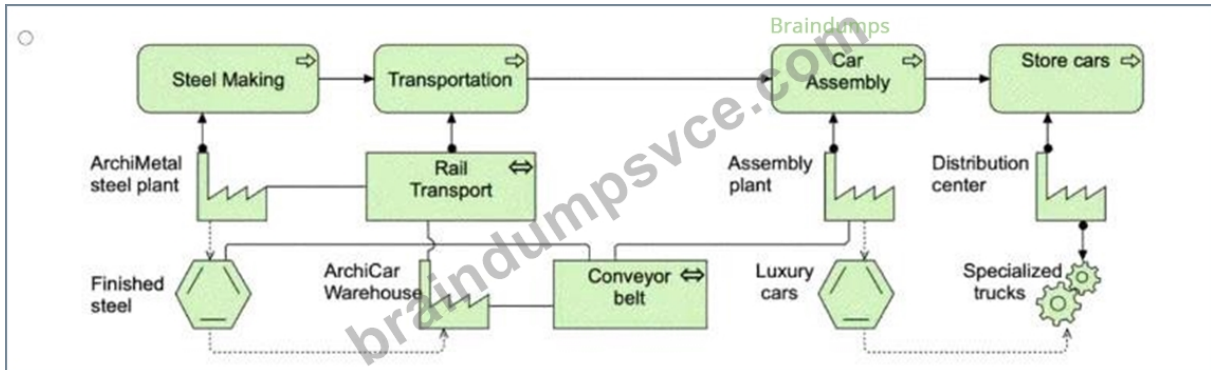 Braindumps
Steel Making
Transportation
Car
Assembly
Store cars
ArchiMetal
steel plant
Rail
Transport
Assembly
plant
Distribution
center
Finished
steel
ArchiCar
Warehouse
Conveyor
belt
Luxury
cars
Specialized
trucks
braindumpsvce.com